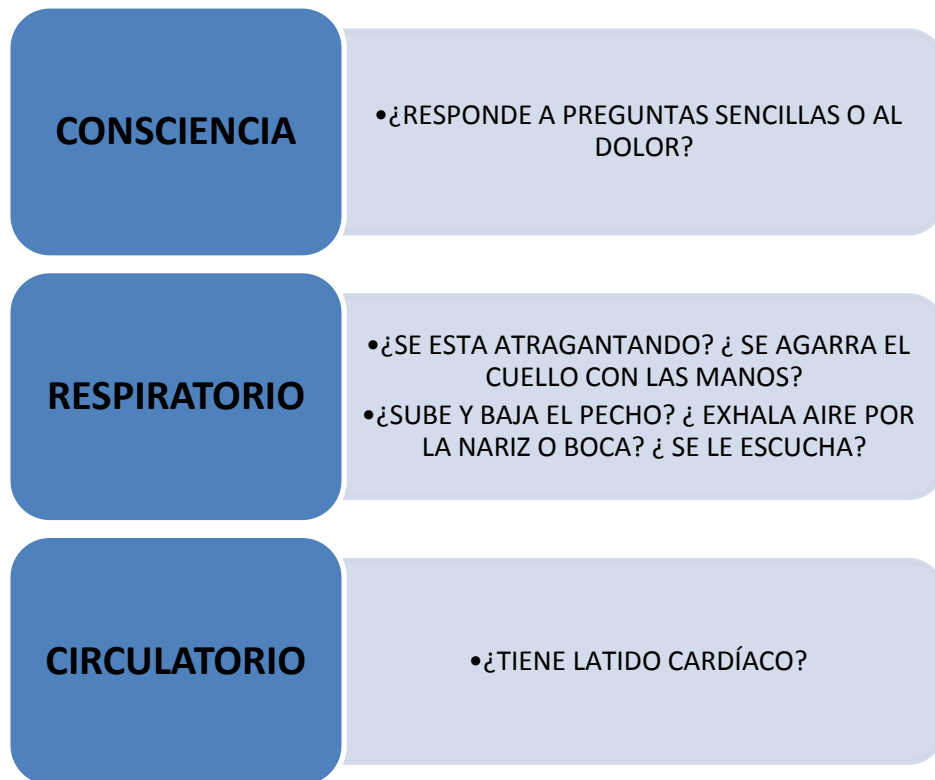 CONSCIENCIA
•¿RESPONDE A PREGUNTAS SENCILLAS O AL
DOLOR?
RESPIRATORIO
•¿SE ESTA ATRAGANTANDO? ¿ SE AGARRA EL
CUELLO CON LAS MANOS?
•¿SUBE Y BAJA EL PECHO? ¿ EXHALA AIRE POR
LA NARIZ O BOCA? ¿ SE LE ESCUCHA?
CIRCULATORIO
•¿TIENE LATIDO CARDÍACO?